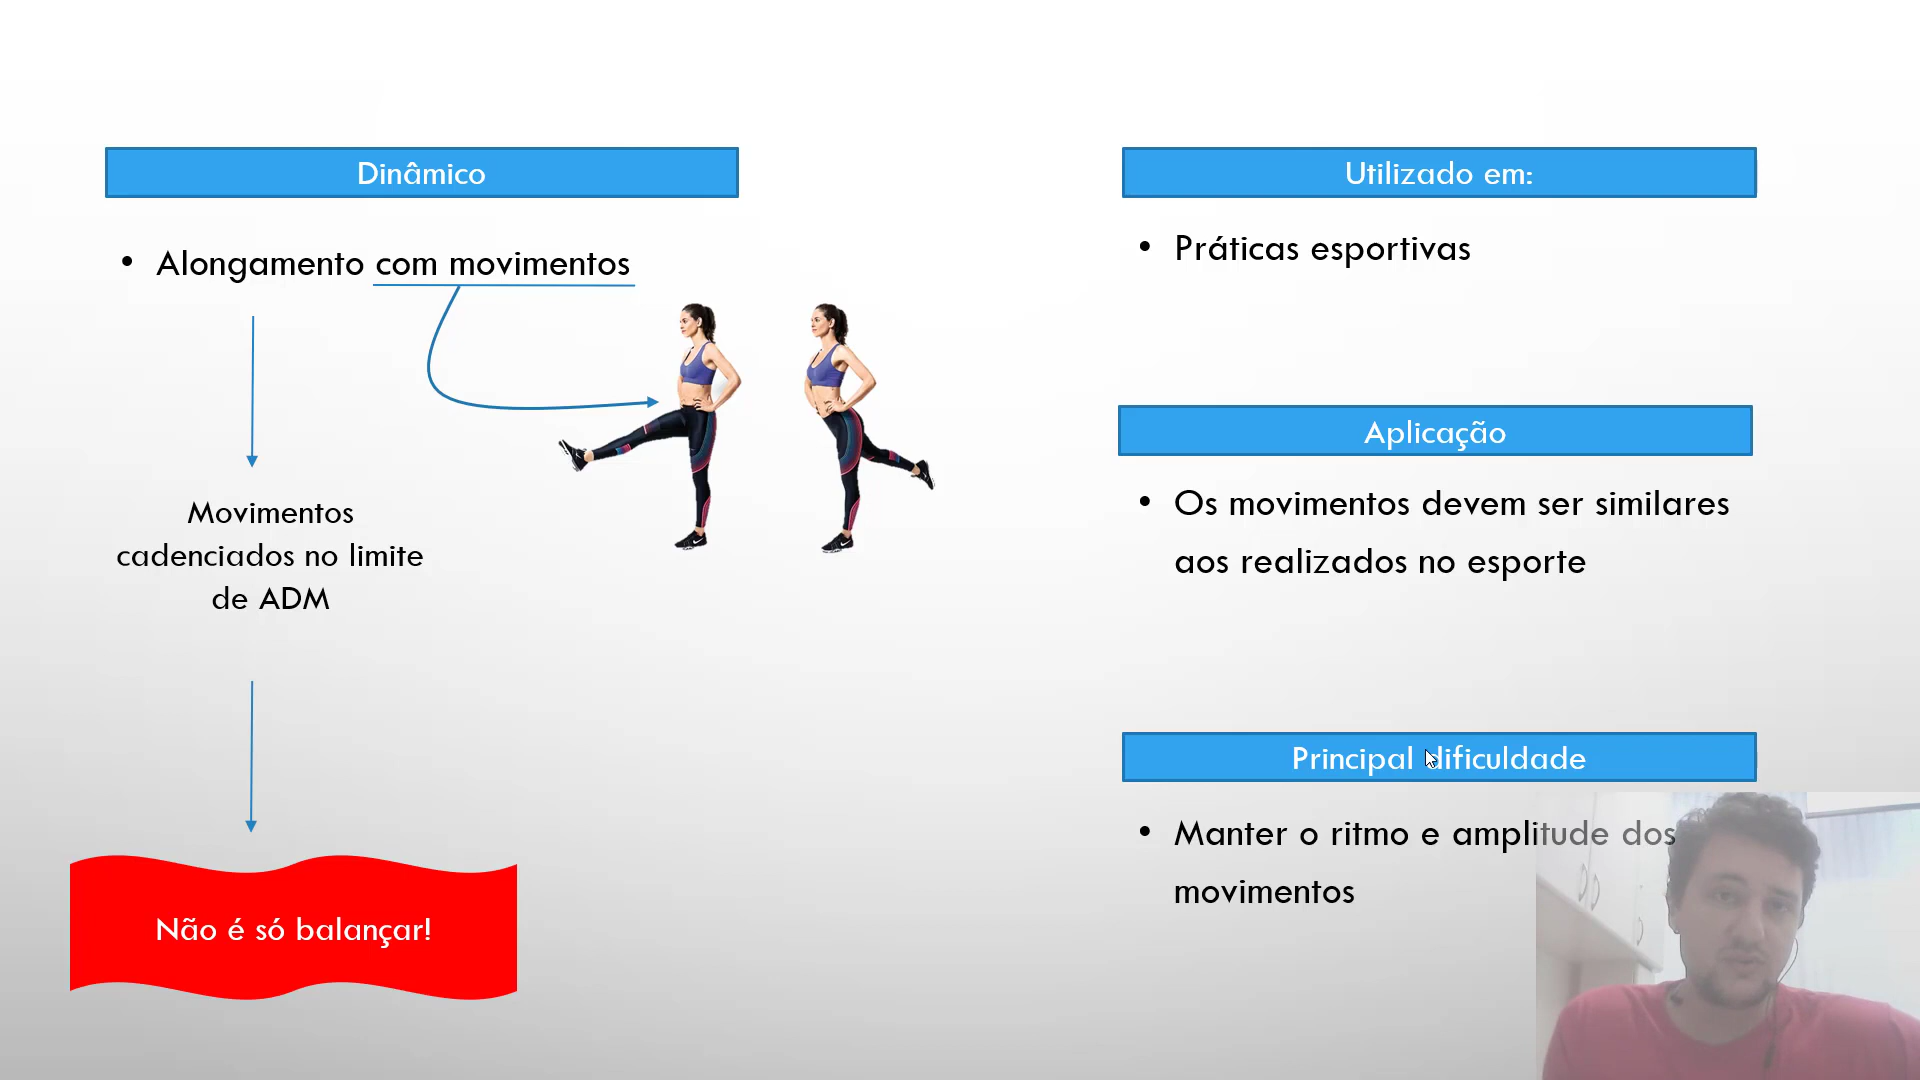 Dinâmico
Alongamento com movimentos
Movimentos
cadenciados no limite
de ADM
Não é só balançar!
Utilizado em:
Práticas esportivas
Aplicação
Os movimentos devem ser similares
aos realizados no esporte
Principal dificuldade
Manter o ritmo e amplitude dos
movimentos